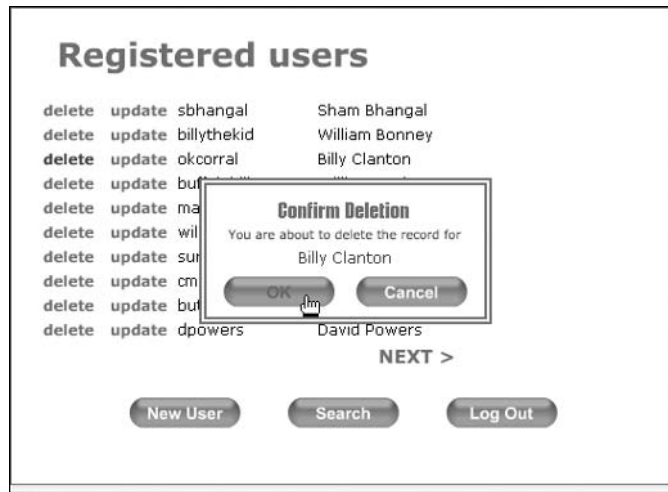 Registered users
delete update sbhangal Sham Bhangal
delete update billythekid William Bonney
delete update okcorral Billy Clanton
delete update
delete update
delete update
delete update
delete update
delete update
delete update dpowers David Powers
Confirm Deletion
You are about to delete the record for
Billy Clanton
OK Cancel
NEXT >
New User Search Log Out